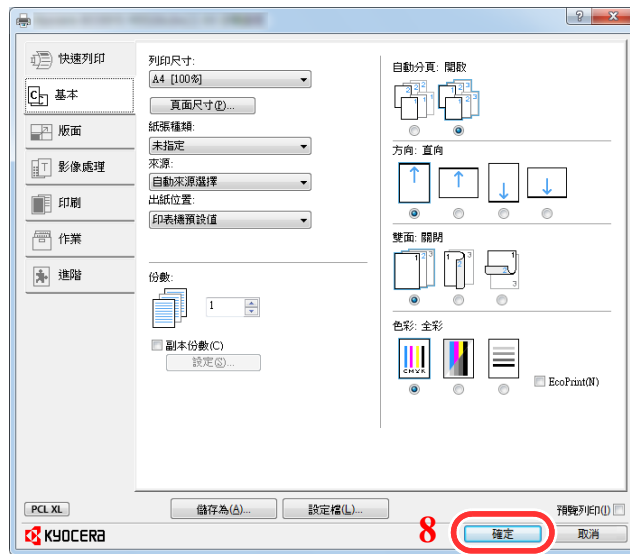 快速列印
基本
版面
影像處理
印刷
作業
進階
列印尺寸:
A4 [100%]
頁面尺寸(P)...
紙張種類:
未指定
來源:
自動來源選擇
出紙位置:
印表機預設值
份數:
1
副本份數(C)
設定(S)...
自動分頁: 開啟
方向: 直向
雙面: 關閉
色彩: 全彩
CMYK
EcoPrint(N)
PCL XL
儲存為(A)...
設定檔(L)...
預覽列印(I)
KYOCERA
8
確定
取消